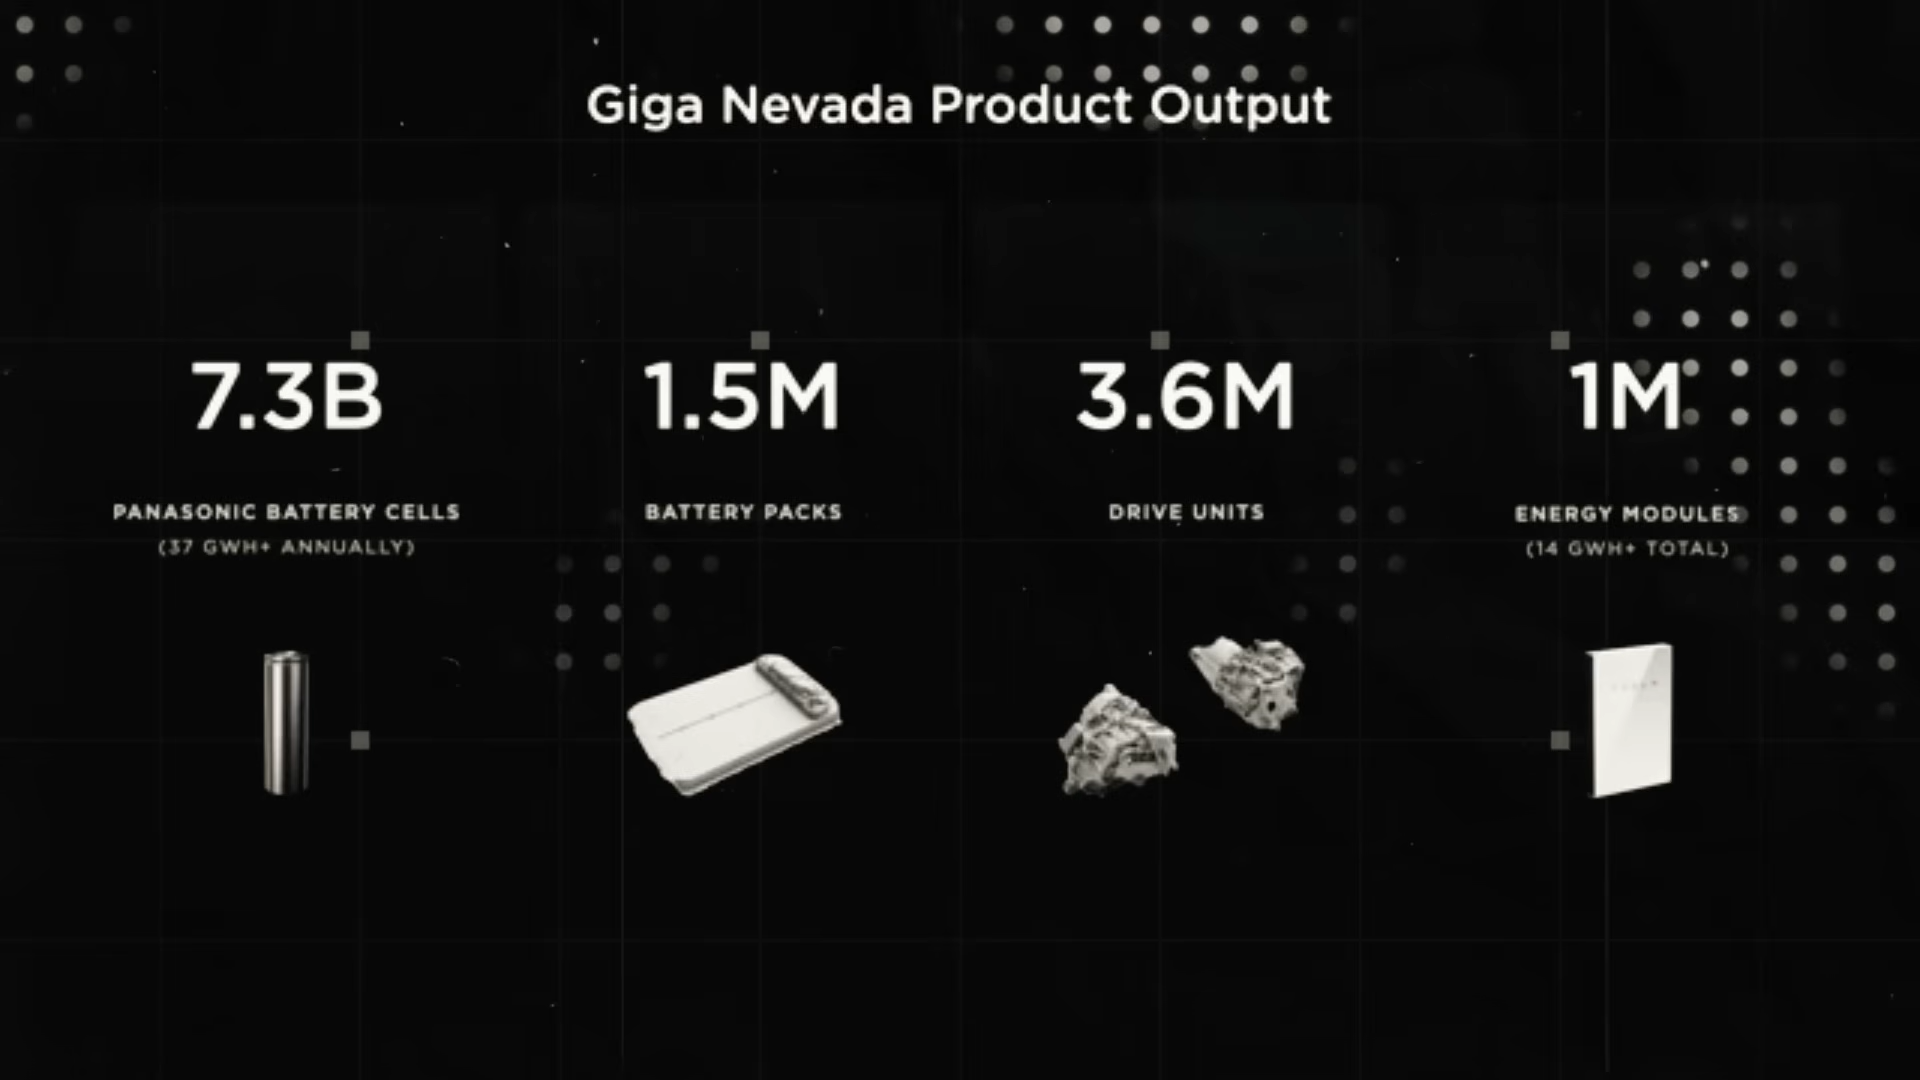 Giga Nevada Product Output
7.3B
PANASONIC BATTERY CELLS
(37 GWH+ ANNUALLY)
1.5M
BATTERY PACKS
3.6M
DRIVE UNITS
1M
ENERGY MODULES
(14 GWH+ TOTAL)